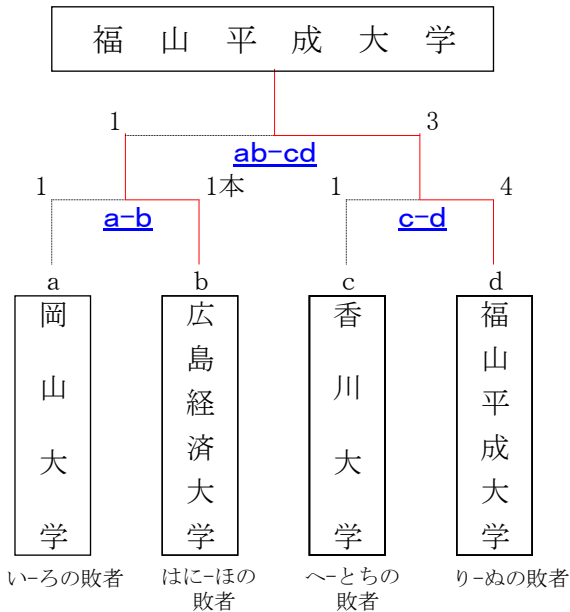 福山平成大学
1
3
ab-cd
1
1本
1
4
a-b
c-d
a
b
c
d
岡山大学
広島経済大学
香川大学
福山平成大学
い-ろの敗者
はに-ほの
敗者
へ-とちの
敗者
り-ぬの敗者